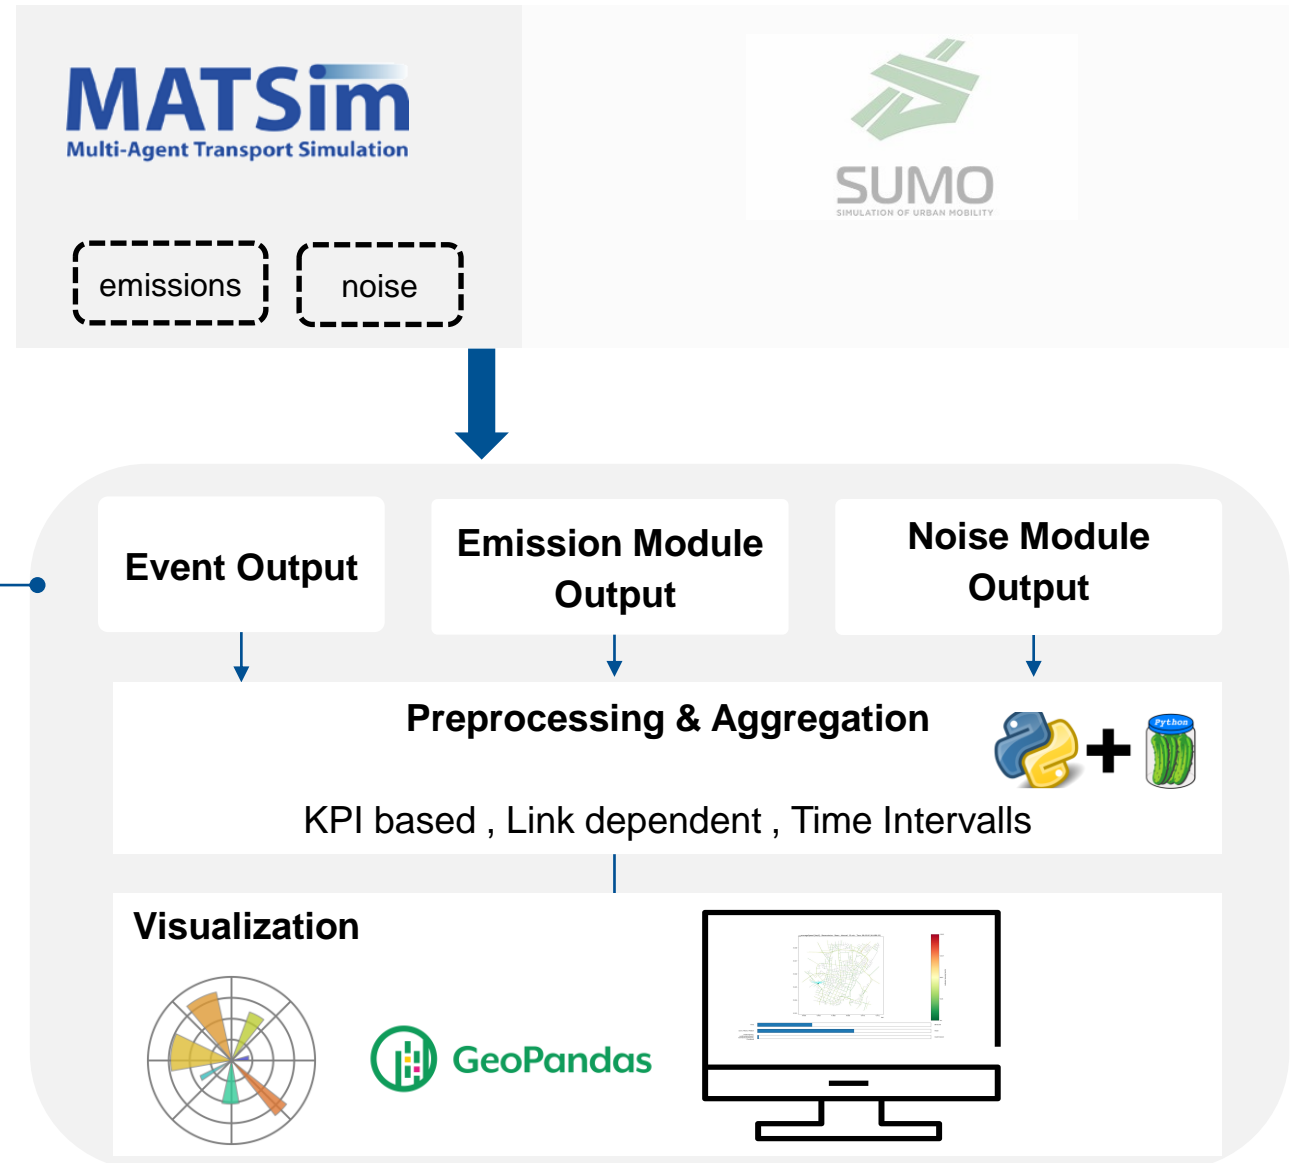 MATSim
Multi-Agent Transport Simulation
SUMO
SIMULATION OF URBAN MOBILITY
emissions
noise
Event Output
Emission Module
Output
Noise Module
Output
Preprocessing & Aggregation
Python
KPI based , Link dependent , Time Intervalls
Visualization
GeoPandas